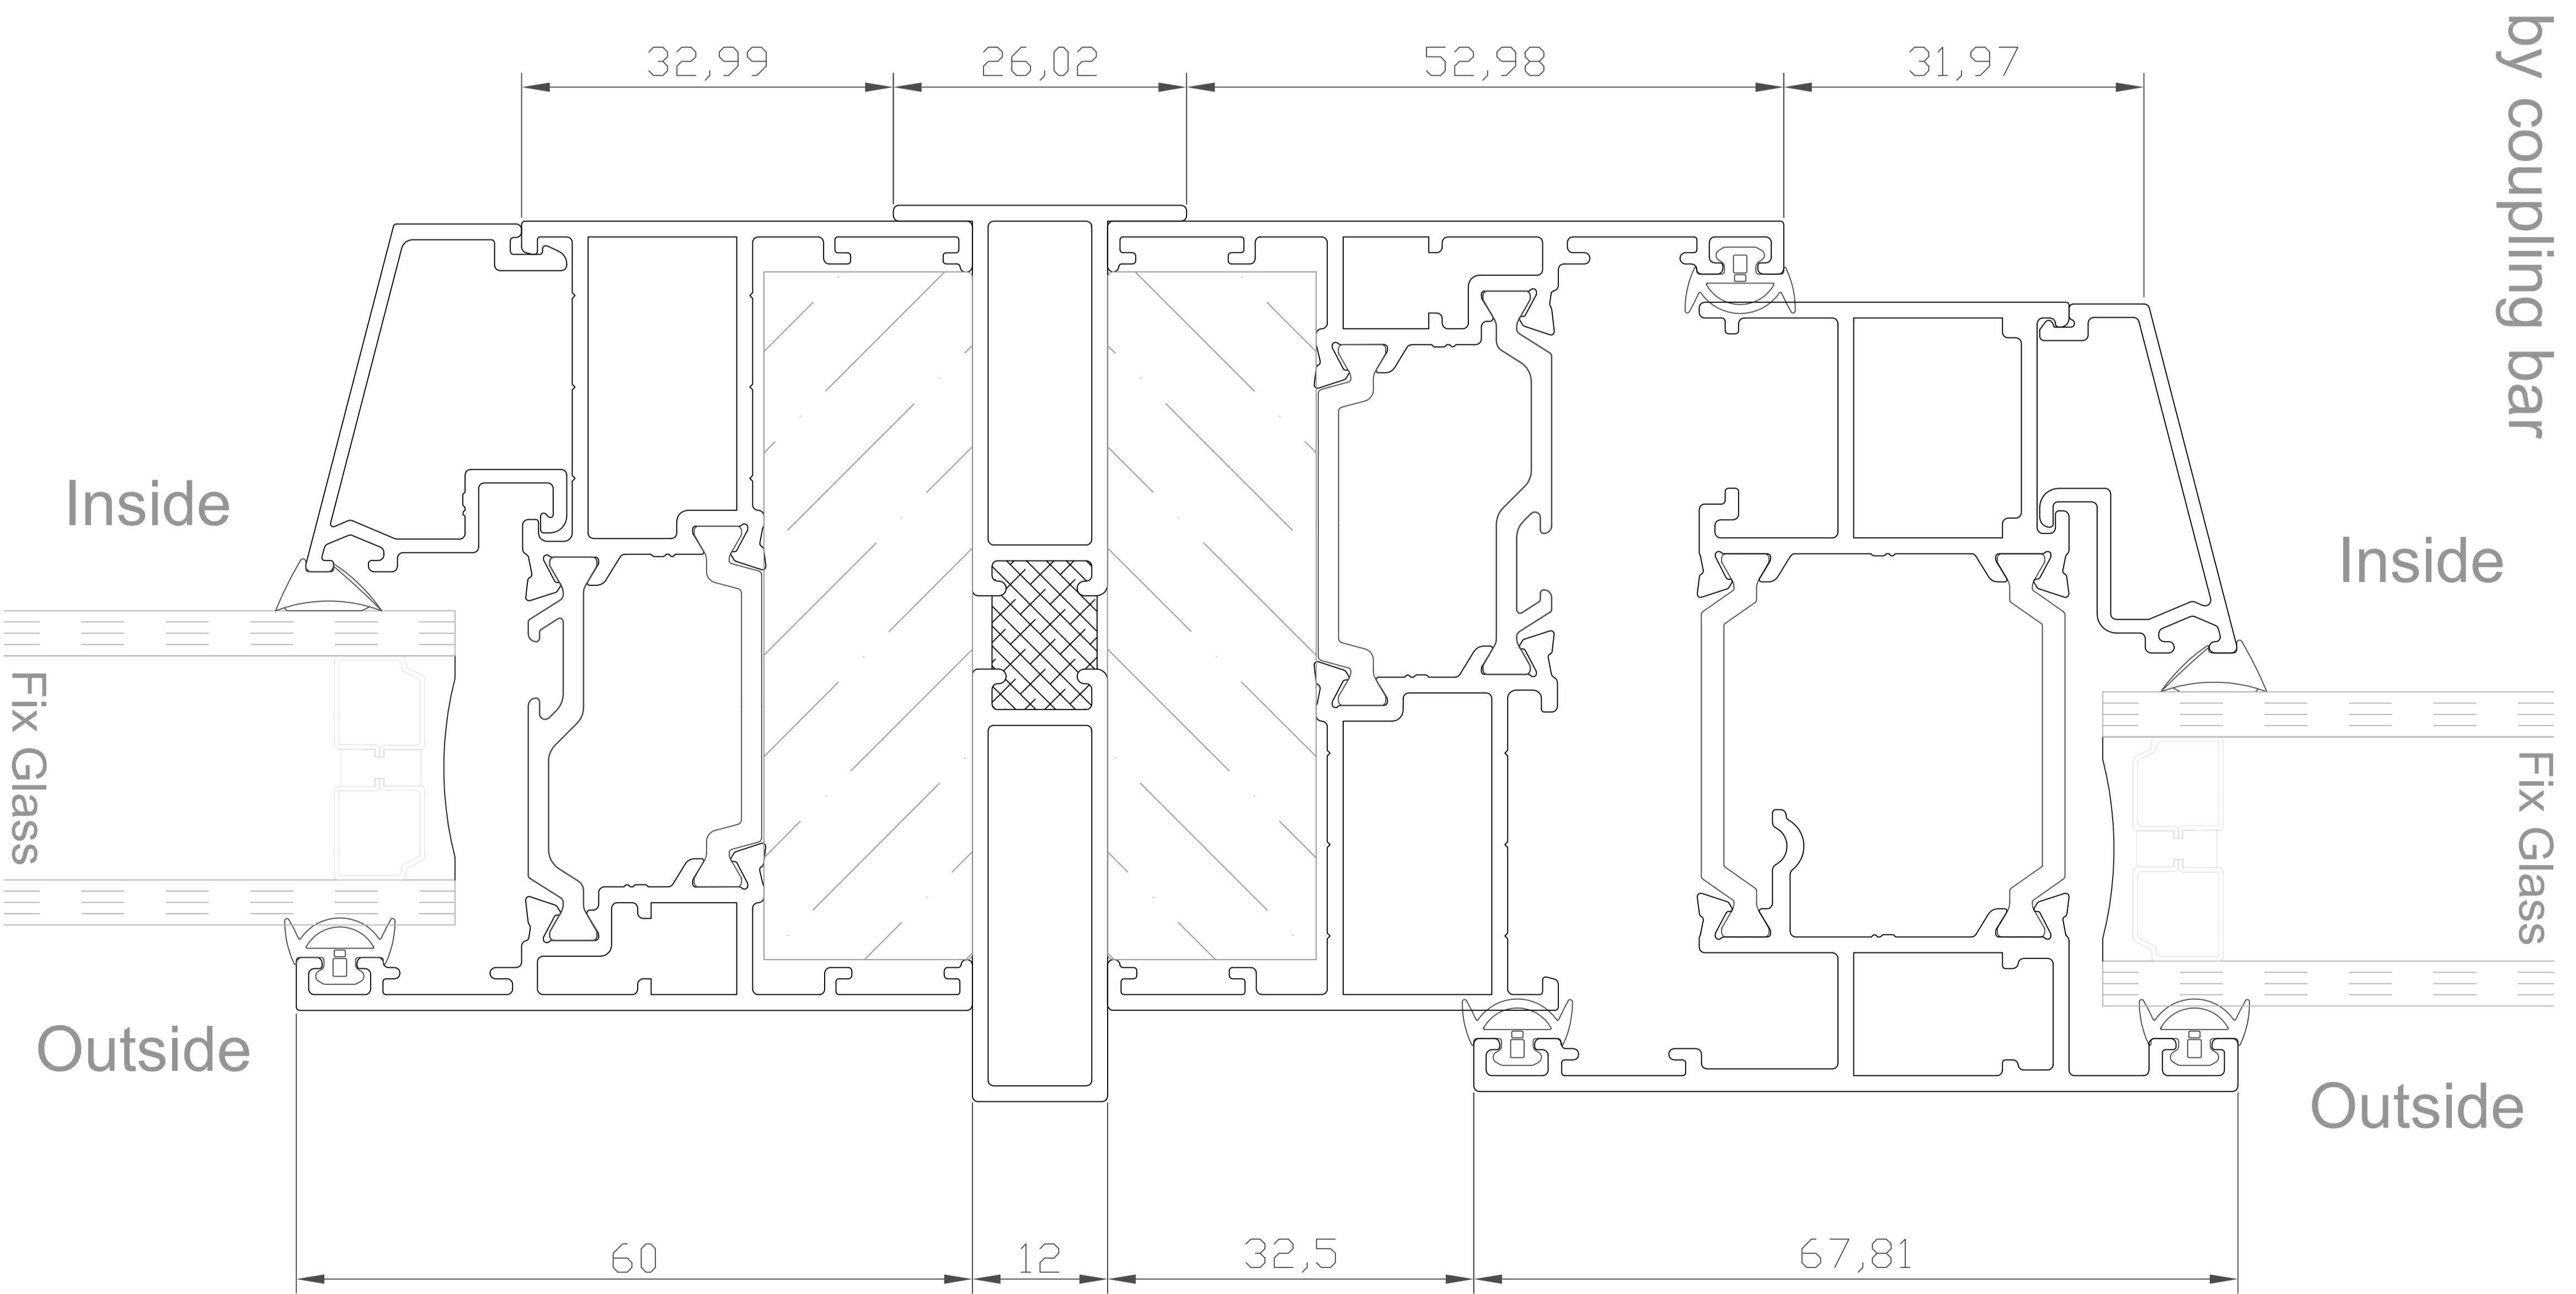 32,99
26,02
52,98
31,97
by coupling bar
Inside
Inside
Fix Glass
Fix Glass
Outside
Outside
60
12
32,5
67,81